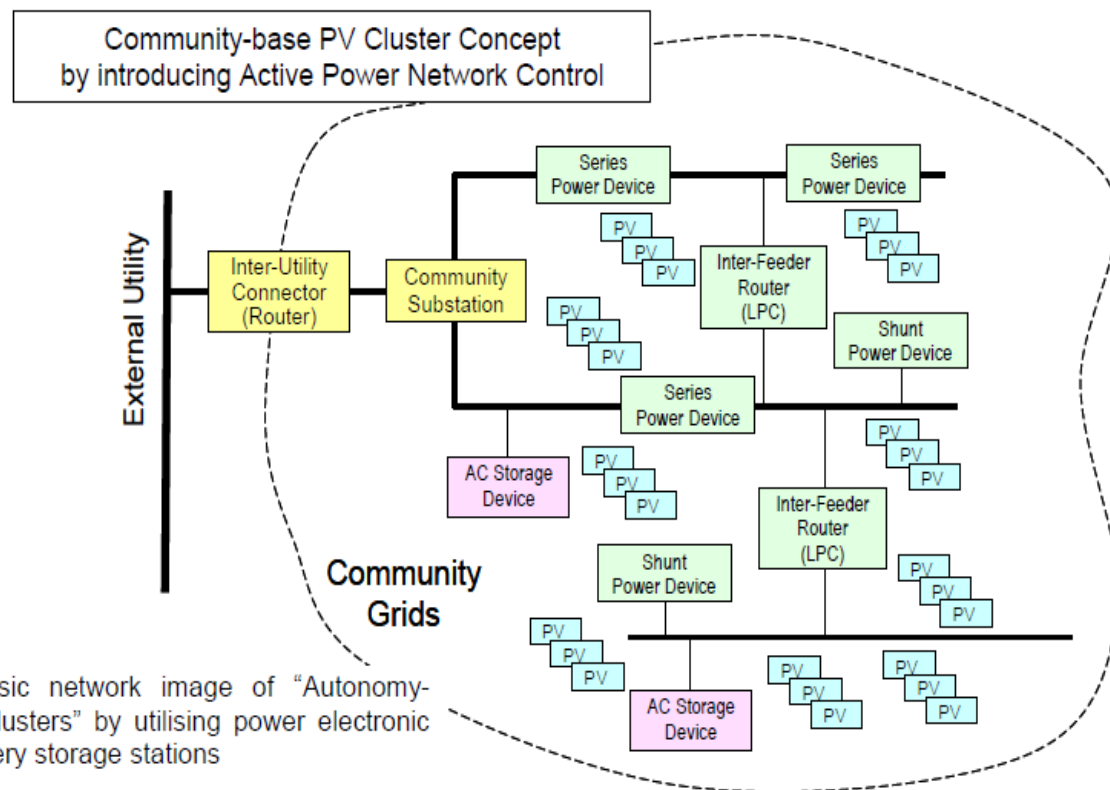 Community-base PV Cluster Concept
by introducing Active Power Network Control
Series
Power Device
Series
Power Device
PV
PV
PV
PV
PV
PV
External Utility
Inter-Utility
Connector
(Router)
Community
Substation
Inter-Feeder
Router
(LPC)
PV
PV
PV
Shunt
Power Device
Series
Power Device
AC Storage
Device
PV
PV
PV
PV
PV
PV
Inter-Feeder
Router
(LPC)
Community
Grids
Shunt
Power Device
PV
PV
PV
PV
PV
PV
AC Storage
Device
PV
PV
PV
PV
PV
PV
sic network image of “Autonomy-
lusters” by utilising power electronic
ery storage stations